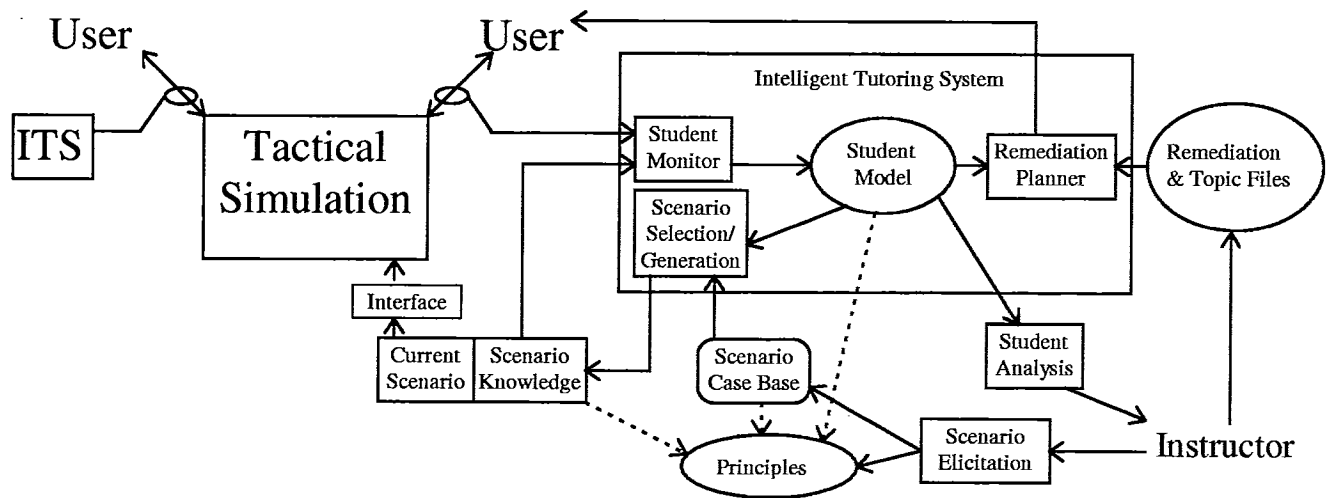 User
User
Intelligent Tutoring System
ITS
Tactical
Simulation
Student
Monitor
Student
Model
Remediation
Planner
Remediation
& Topic Files
Scenario
Selection/
Generation
Interface
Current
Scenario
Scenario
Knowledge
Scenario
Case Base
Student
Analysis
Principles
Scenario
Elicitation
Instructor